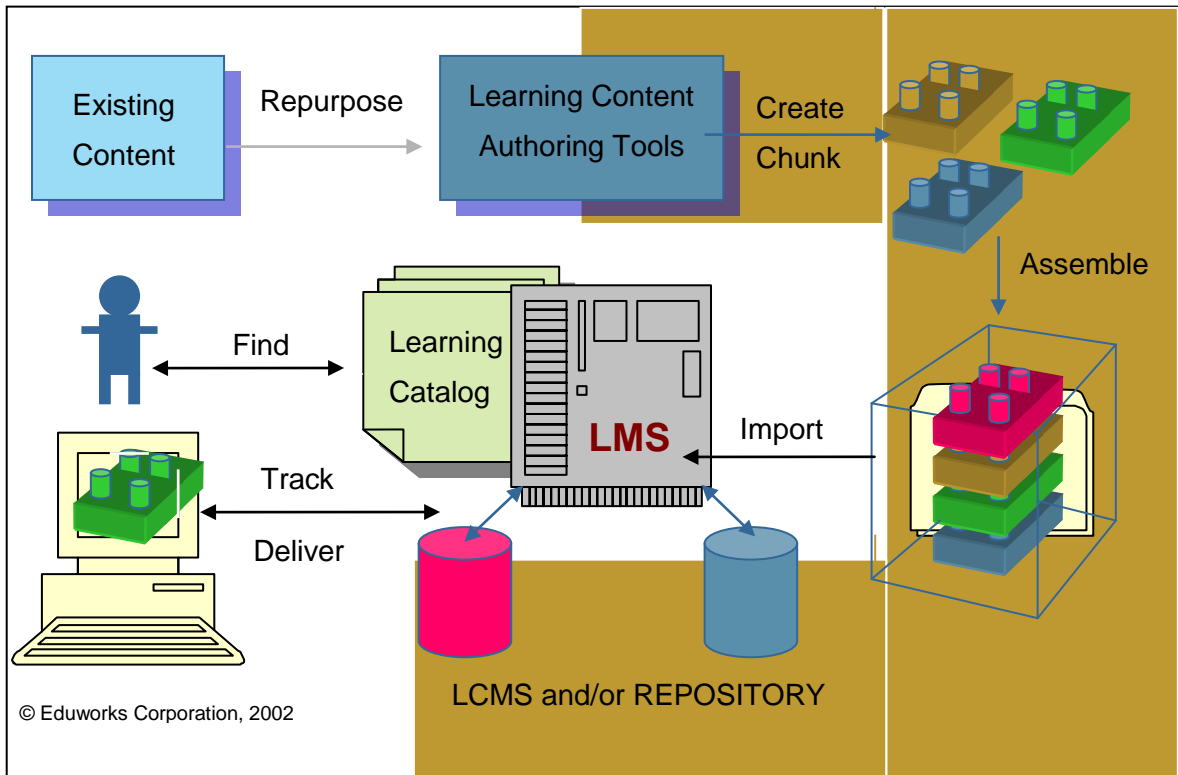 Existing
Content
Repurpose
Learning Content
Authoring Tools
Create
Chunk
Assemble
Find
Learning
Catalog
LMS
Import
Track
Deliver
LCMS and/or REPOSITORY
© Eduworks Corporation, 2002